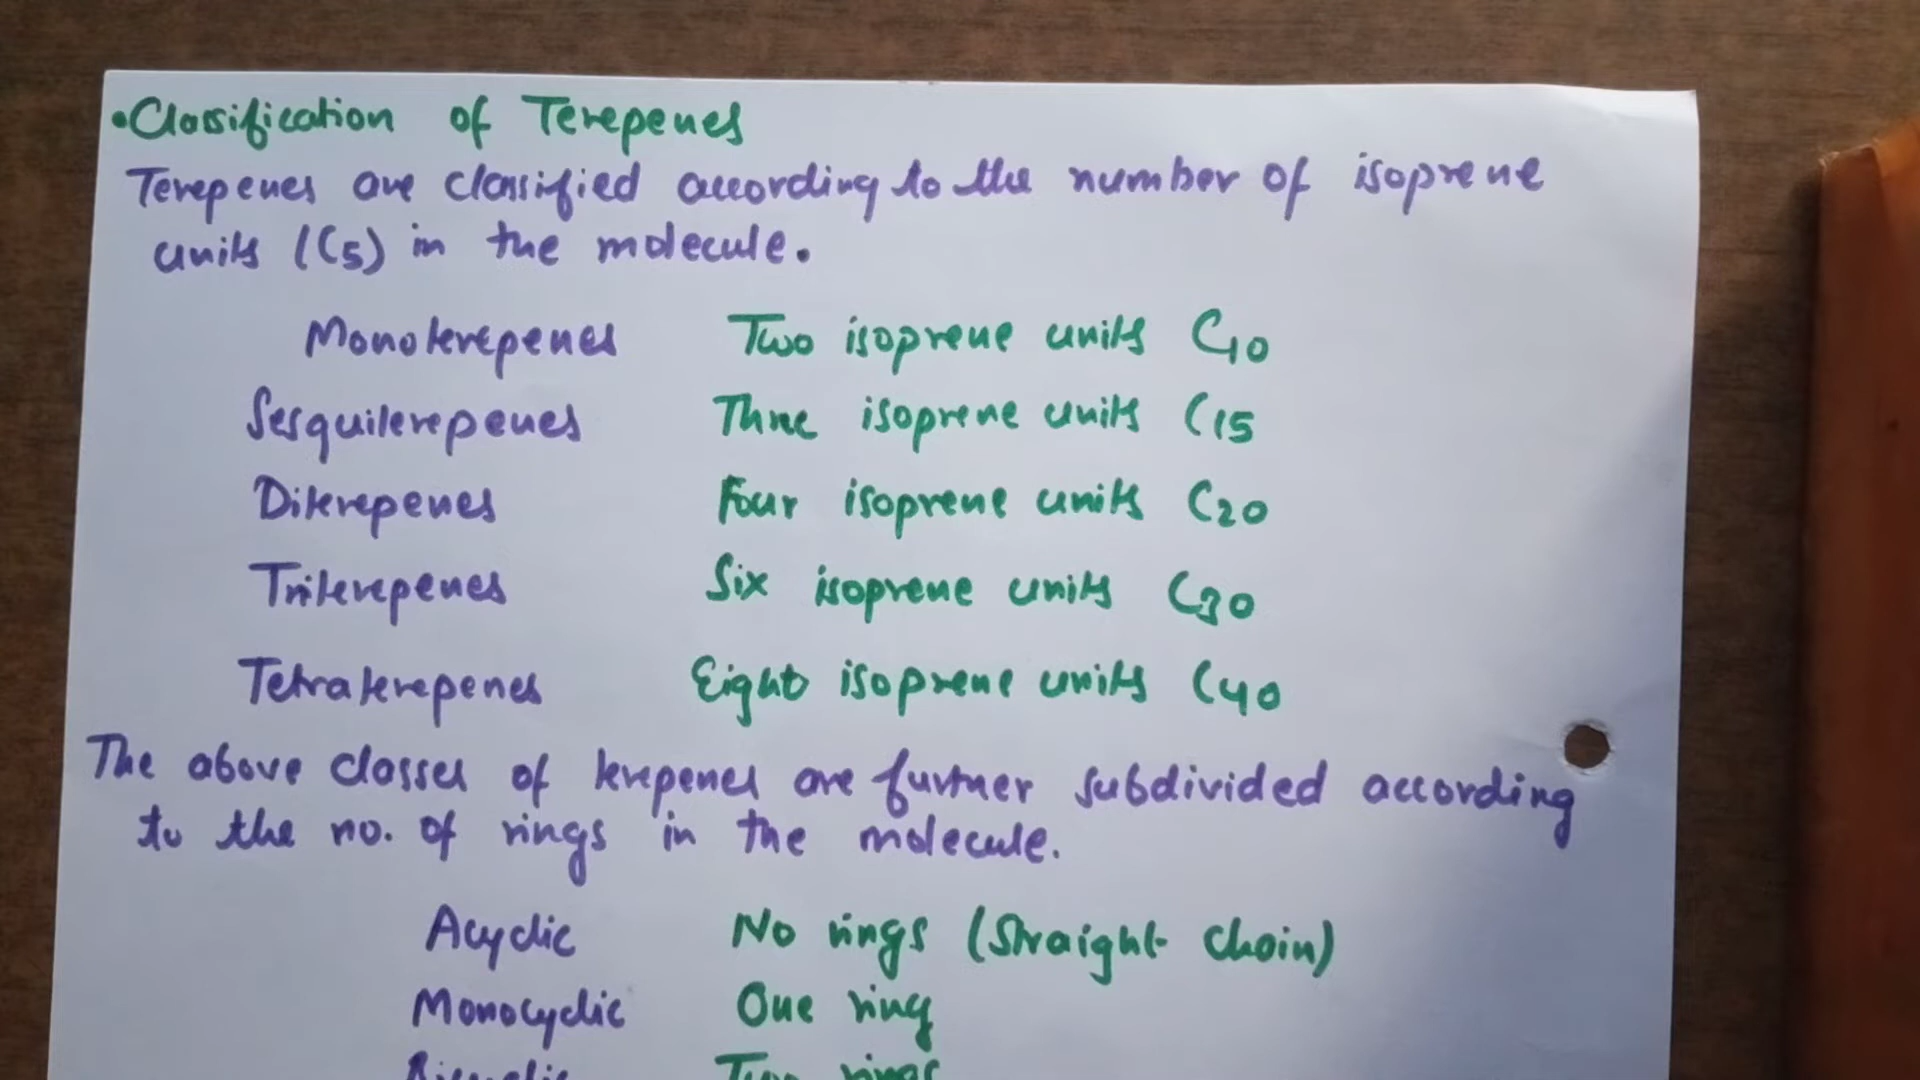 •Classification of Terepenes
Terepenes are classified according to the number of isoprene
units (C5) in the molecule.
Monoterepenes Two isoprene units C10
Sesquiterepenes Three isoprene units C15
Diterepenes Four isoprene units C20
Triterepenes Six isoprene units C30
Tetraterepenes Eight isoprene units C40
The above classes of terepenes are further subdivided according
to the no. of rings in the molecule.
Acyclic No rings (Straight chain)
Monocyclic One ring
Bicyclic Two rings